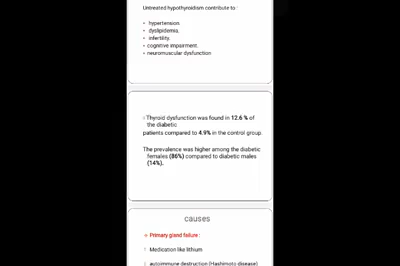 Untreated hypothyroidism contribute to :
• hypertension.
• dyslipidemia.
• infertility.
• cognitive impairment.
• neuromuscular dysfunction
Thyroid dysfunction was found in 12.6 % of
the diabetic
patients compared to 4.9% in the control group.
The prevalence was higher among the diabetic
females (86%) compared to diabetic males
(14%).
causes
Primary gland failure :
Medication like lithium
autoimmune destruction (Hashimoto disease)